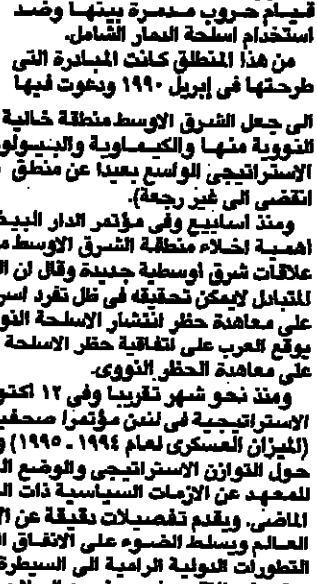 قيام حروب مدمرة بينها وضد
استخدام اسلحة الدمار الشامل.
من هذا المنطلق كانت المبادرة التى
طرحتها فى إبريل ١٩٩٠ ودعوت فيها
الى جعل الشرق الاوسط منطقة خالية
النووية منها والكيماوية والبيولو
الاستراتيجى الواسع بعيدا عن منطق
انقضى الى غير رجعة).
ومنذ اسابيع وفى مؤتمر الدار البيض
أهمية اخلاء منطقة الشرق الاوسط م
علاقات شرق أوسطية جديدة وقال ان ال
المتبادل لايمكن تحقيقه فى ظل تفرد اسر
على معاهدة حظر انتشار الاسلحة النو
يوقع العرب على اتفاقية حظر الاسلحة
على معاهدة الحظر النووى.
ومنذ نحو شهر تقريبا وفى ١٢ اكتو
الاستراتيجية فى لندن مؤتمرا صحفي
(الميزان العسكرى لعام ١٩٩٤ ـ ١٩٩٥) و
حول التوازن الاستراتيجى والوضع ال
للمعهد عن الازمات السياسية ذات ال
الماضى. ويقدم تفصيلات دقيقة عن الا
العالم ويسلط الضوء على الاتفاق ال
التطورات الدولية الرامية الى السيطرة